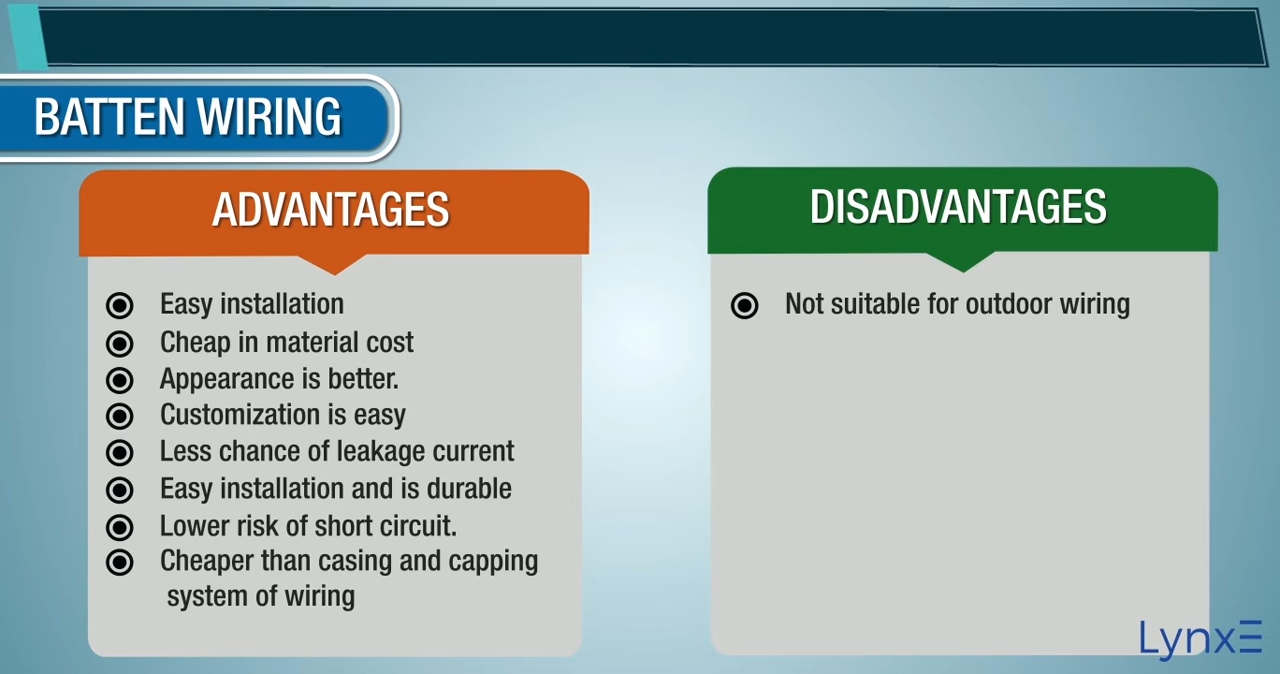 BATTEN WIRING
ADVANTAGES
Easy installation
Cheap in material cost
Appearance is better.
Customization is easy
Less chance of leakage current
Easy installation and is durable
Lower risk of short circuit.
Cheaper than casing and capping
system of wiring
DISADVANTAGES
Not suitable for outdoor wiring
LynxE